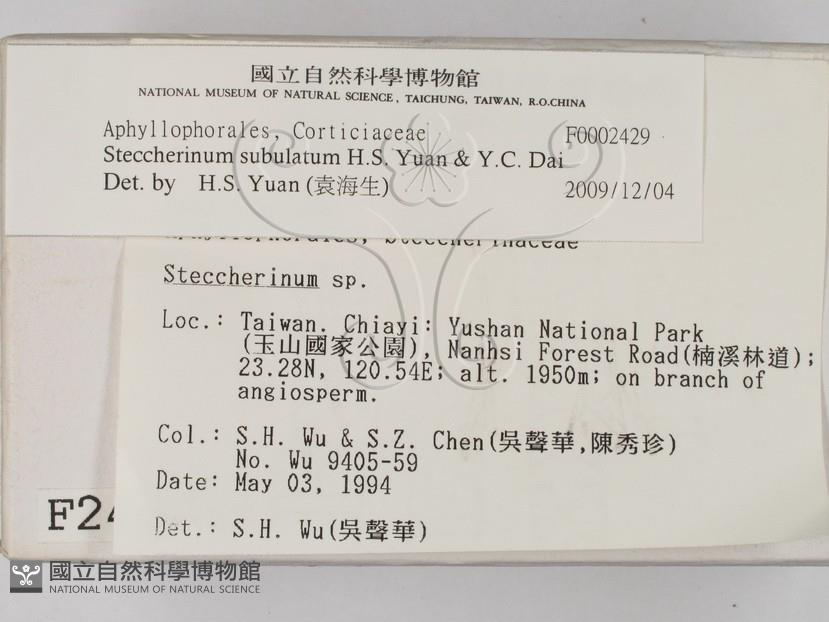 國立自然科學博物館
NATIONAL MUSEUM OF NATURAL SCIENCE, TAICHUNG, TAIWAN, R.O.CHINA
Aphyllophorales, Corticiaceae F0002429
Steccherinum subulatum H.S. Yuan & Y.C. Dai
Det. by H.S. Yuan (袁海生) 2009/12/04
Steccherinum sp.
Loc.: Taiwan. Chiayi: Yushan National Park
(玉山國家公園), Nanhsi Forest Road(楠溪林道);
23.28N, 120.54E; alt. 1950m; on branch of
angiosperm.
Col.: S.H. Wu & S.Z. Chen(吳聲華,陳秀珍)
No. Wu 9405-59
Date: May 03, 1994
Det.: S.H. Wu(吳聲華)
F24
國立自然科學博物館
NATIONAL MUSEUM OF NATURAL SCIENCE